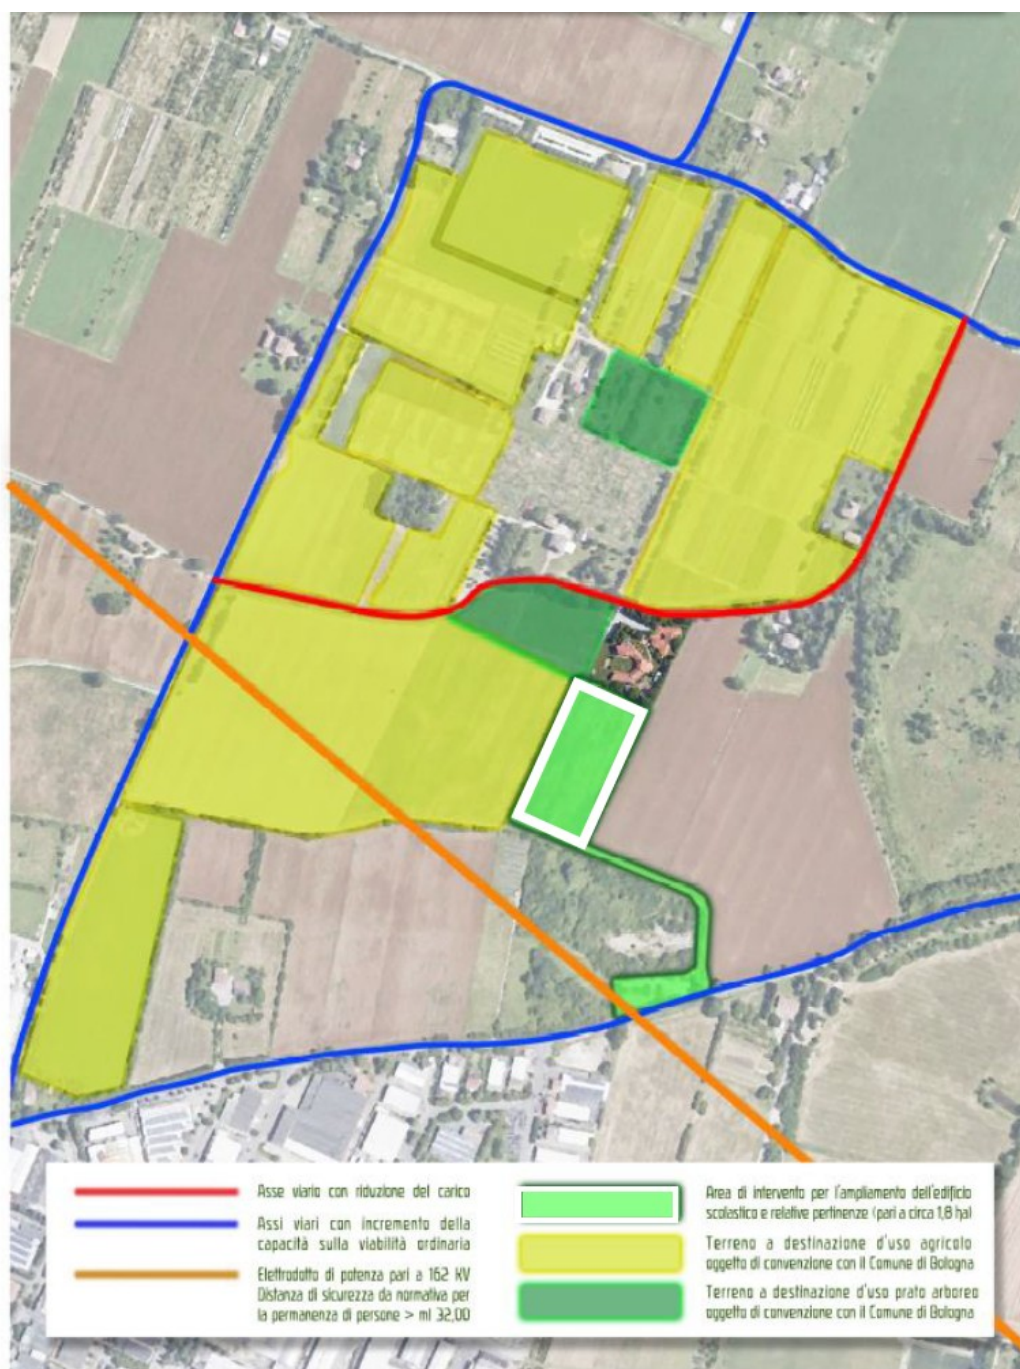 Asse viario con riduzione del carico
Assi viari con incremento della
capacità sulla viabilità ordinaria
Elettrodotto di potenza pari a 162 KV
Distanza di sicurezza da normativa per
la permanenza di persone > ml 32,00
Area di intervento per l'ampliamento dell'edificio
scolastico e relative pertinenze (pari a circa 1,8 ha)
Terreno a destinazione d'uso agricolo
oggetto di convenzione con il Comune di Bologna
Terreno a destinazione d'uso prato arboreo
oggetto di convenzione con il Comune di Bologna